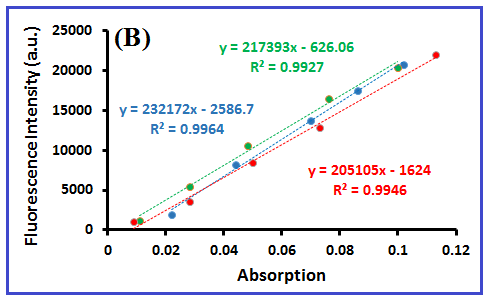 (B)
y = 217393x - 626.06
R² = 0.9927
y = 232172x - 2586.7
R² = 0.9964
y = 205105x - 1624
R² = 0.9946
Fluorescence Intensity (a.u.)
25000
20000
15000
10000
5000
0
0 0.02 0.04 0.06 0.08 0.1 0.12
Absorption